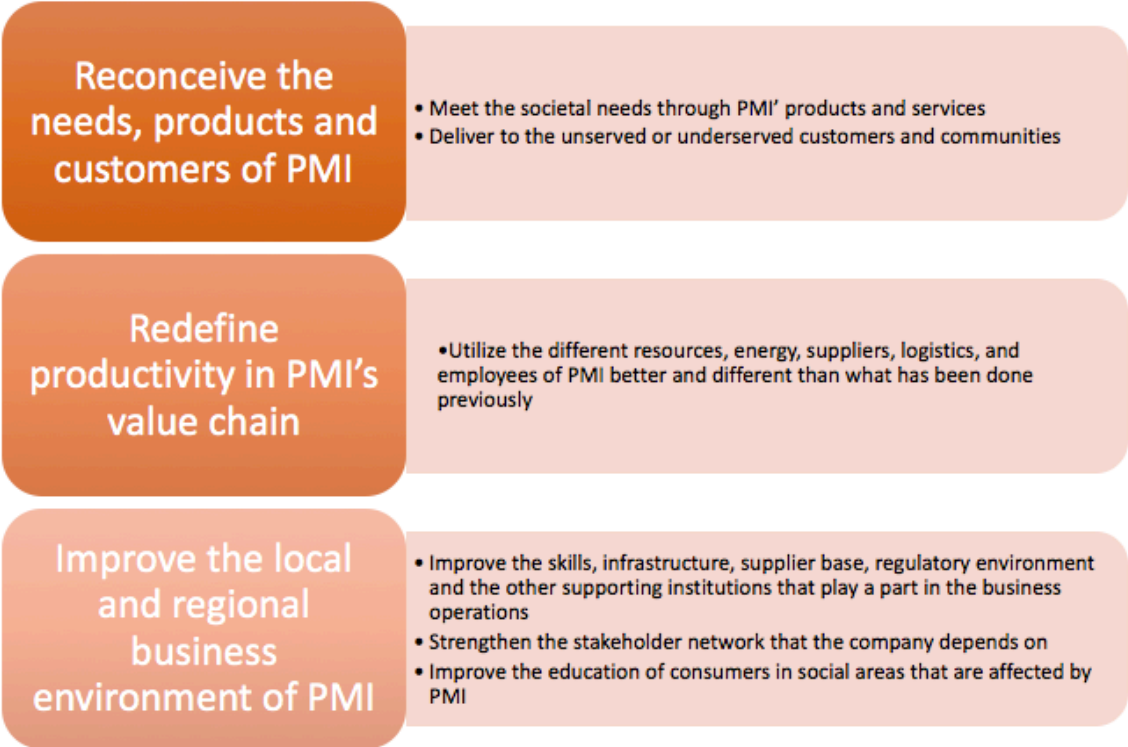 Reconceive the
needs, products and
customers of PMI
• Meet the societal needs through PMI’ products and services
• Deliver to the unserved or underserved customers and communities
Redefine
productivity in PMI’s
value chain
•Utilize the different resources, energy, suppliers, logistics, and
employees of PMI better and different than what has been done
previously
Improve the local
and regional
business
environment of PMI
• Improve the skills, infrastructure, supplier base, regulatory environment
and the other supporting institutions that play a part in the business
operations
• Strengthen the stakeholder network that the company depends on
• Improve the education of consumers in social areas that are affected by
PMI